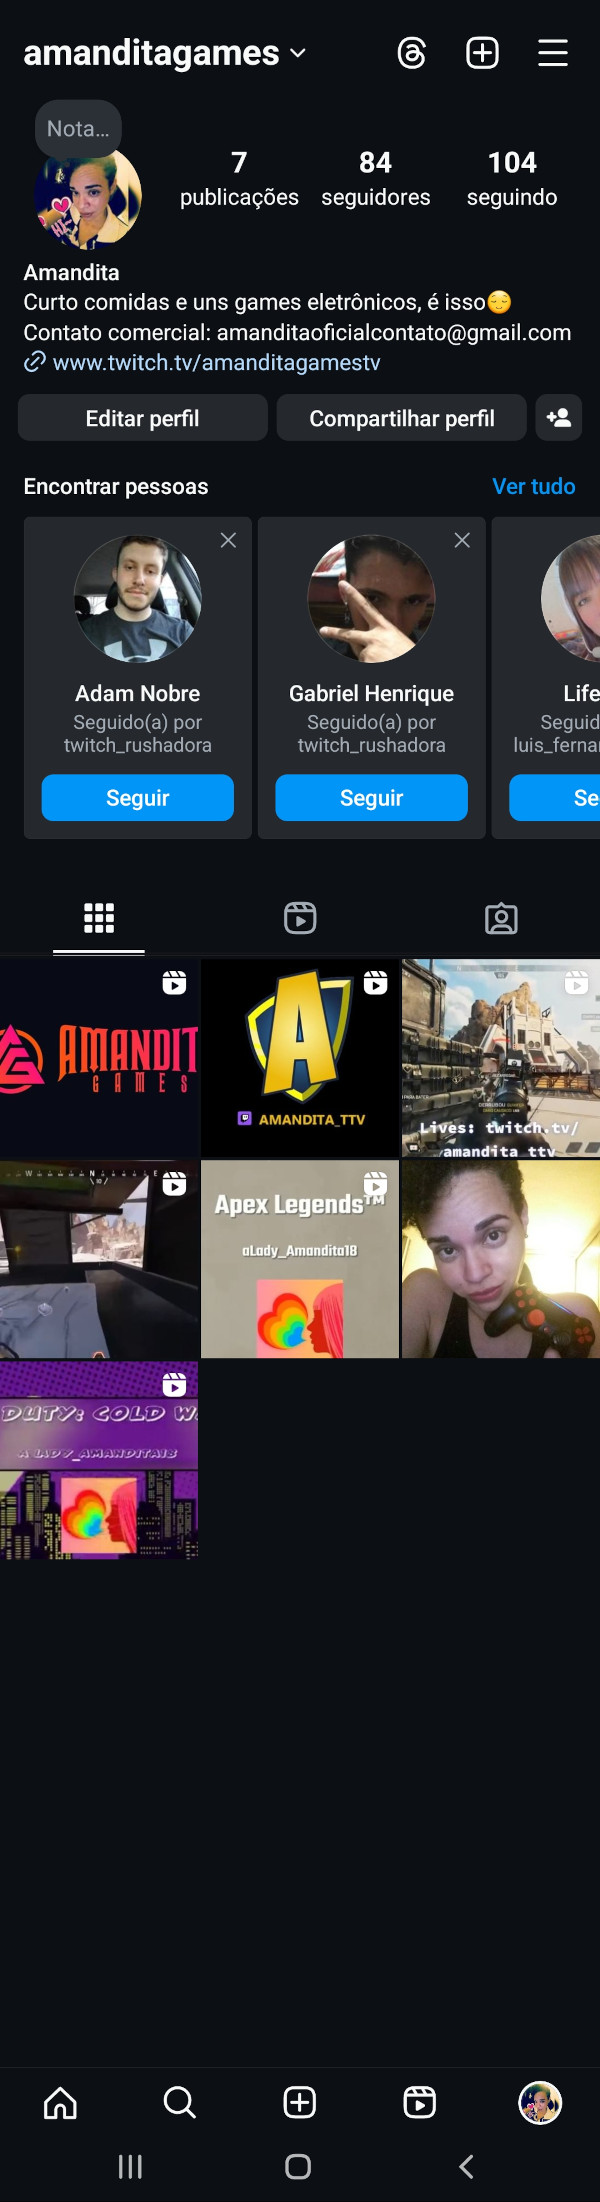 amanditagames
Nota...
7 84 104
publicações seguidores seguindo
Amandita
Curto comidas e uns games eletrônicos, é isso😌
Contato comercial: amanditaoficialcontato@gmail.com
www.twitch.tv/amanditagamestv
Editar perfil Compartilhar perfil
Encontrar pessoas Ver tudo
Adam Nobre
Seguido(a) por
twitch_rushadora
Seguir
Gabriel Henrique
Seguido(a) por
twitch_rushadora
Seguir
Life
Seguid
luis_ferna
Se
AMANDIT
GAMES
A
AMANDITA_TTV
Lives: twitch.tv/
amandita_ttv
W N E
Apex Legends™
aLady_Amandita18
DUTY: COLD W
A LADY_AMANDITA18